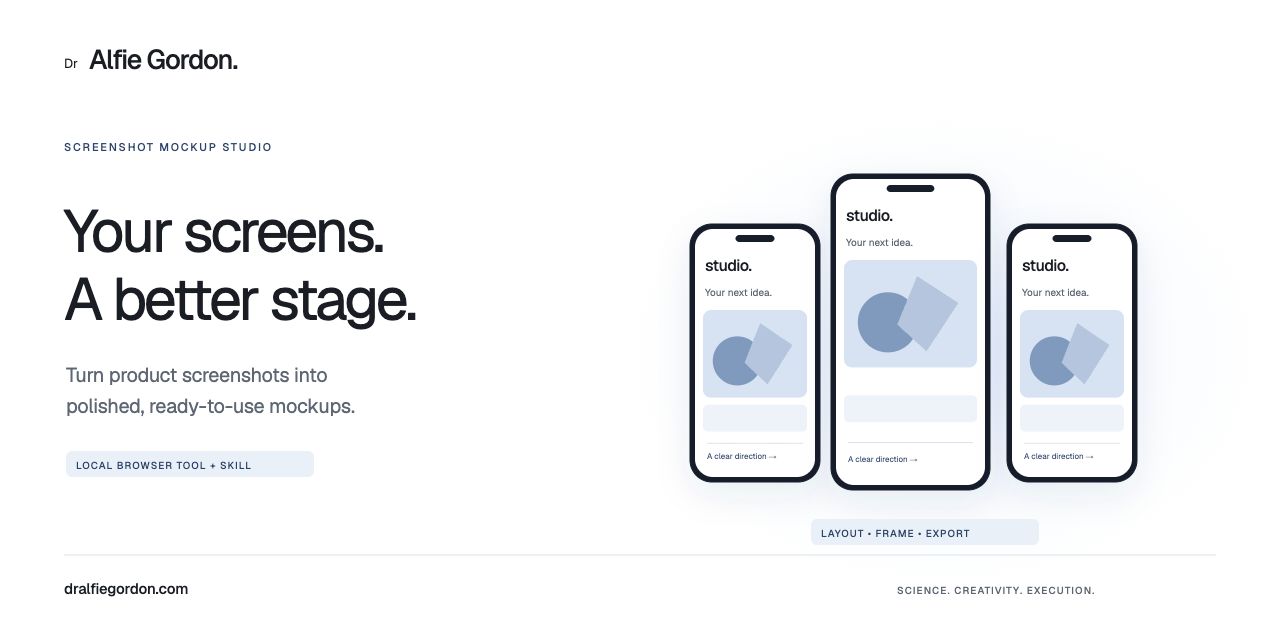 Dr Alfie Gordon.
SCREENSHOT MOCKUP STUDIO
Your screens.
A better stage.
Turn product screenshots into
polished, ready-to-use mockups.
LOCAL BROWSER TOOL + SKILL
studio.
Your next idea.
A clear direction →
studio.
Your next idea.
A clear direction →
studio.
Your next idea.
A clear direction →
LAYOUT • FRAME • EXPORT
dralfiegordon.com
SCIENCE. CREATIVITY. EXECUTION.